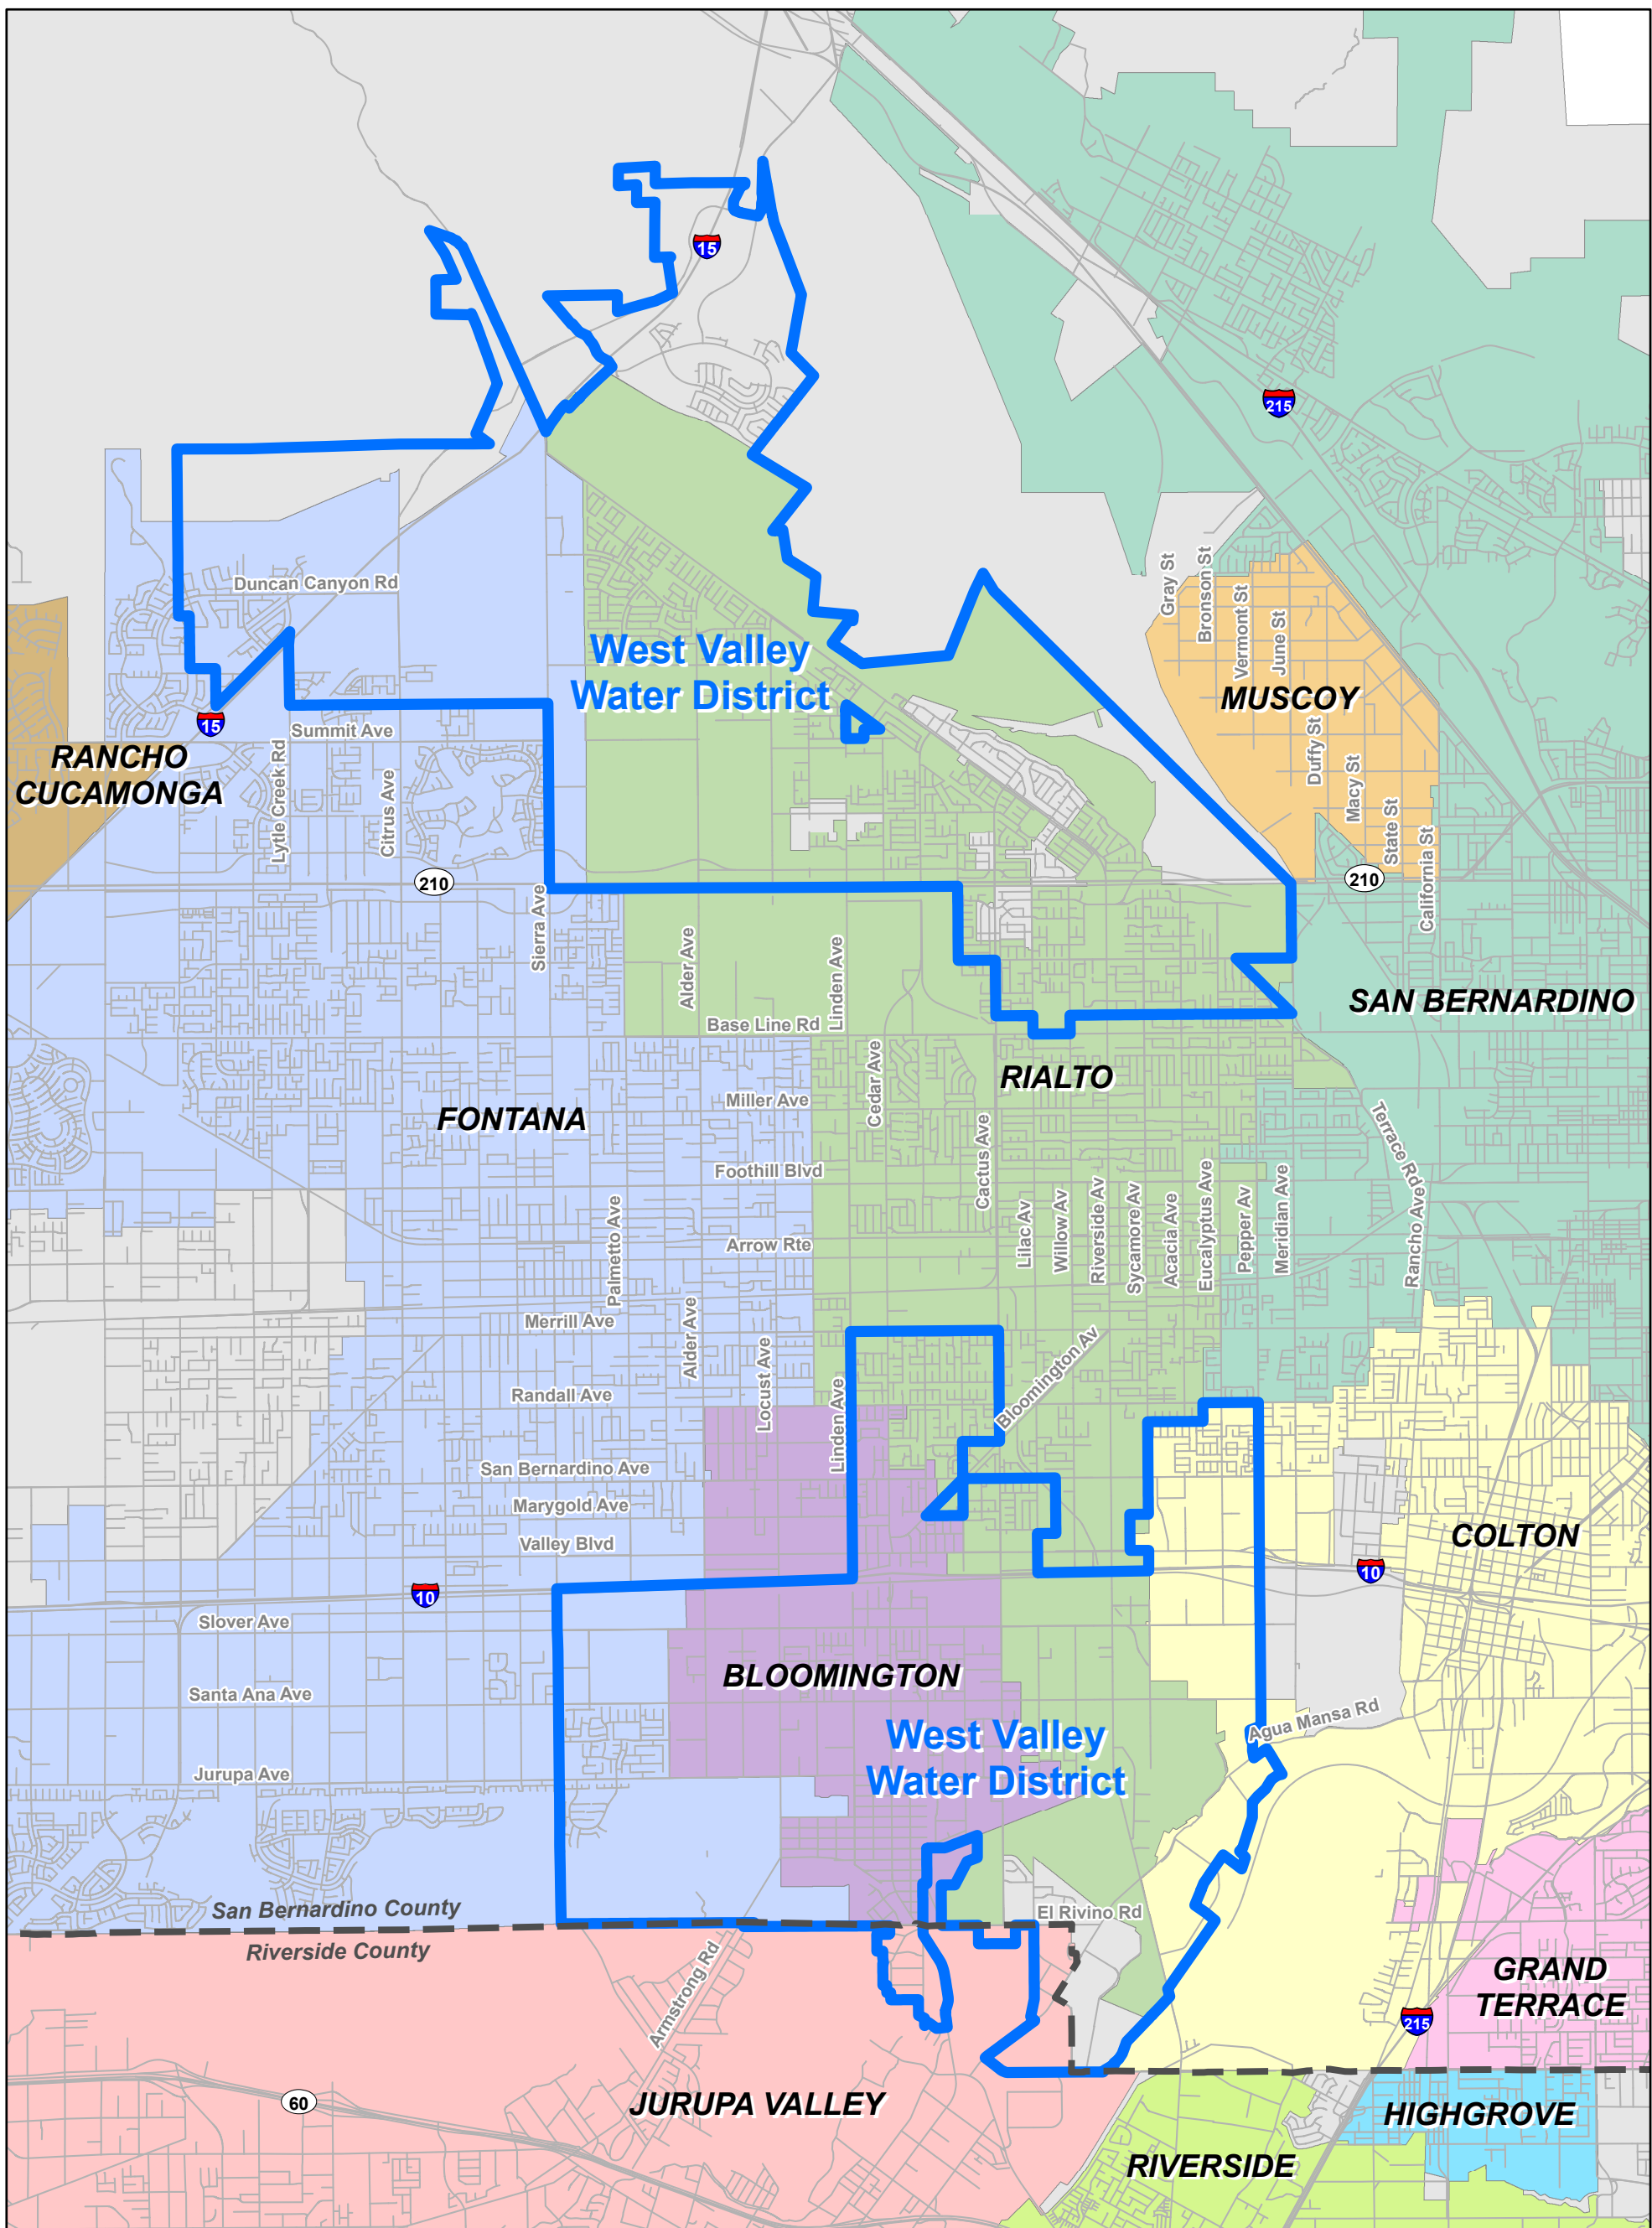 15
215
Duncan Canyon Rd
Gray St
Bronson St
Vermont St
June St
West Valley
Water District
MUSCOY
15
Summit Ave
RANCHO
CUCAMONGA
Lytle Creek Rd
Citrus Ave
Duffy St
Macy St
State St
California St
210
210
Sierra Ave
Alder Ave
Linden Ave
SAN BERNARDINO
Base Line Rd
Cedar Ave
RIALTO
Miller Ave
FONTANA
Terrace Rd
Foothill Blvd
Cactus Ave
Palmetto Ave
Lilac Av
Willow Av
Riverside Av
Sycamore Av
Acacia Ave
Eucalyptus Ave
Pepper Av
Meridian Ave
Rancho Ave
Arrow Rte
Merrill Ave
Alder Ave
Locust Ave
Linden Ave
Bloomington Av
Randall Ave
San Bernardino Ave
Marygold Ave
Valley Blvd
COLTON
10
10
Slover Ave
BLOOMINGTON
Santa Ana Ave
Agua Mansa Rd
West Valley
Water District
Jurupa Ave
San Bernardino County
El Rivino Rd
Riverside County
Armstrong Rd
GRAND
TERRACE
215
60
JURUPA VALLEY
HIGHGROVE
RIVERSIDE